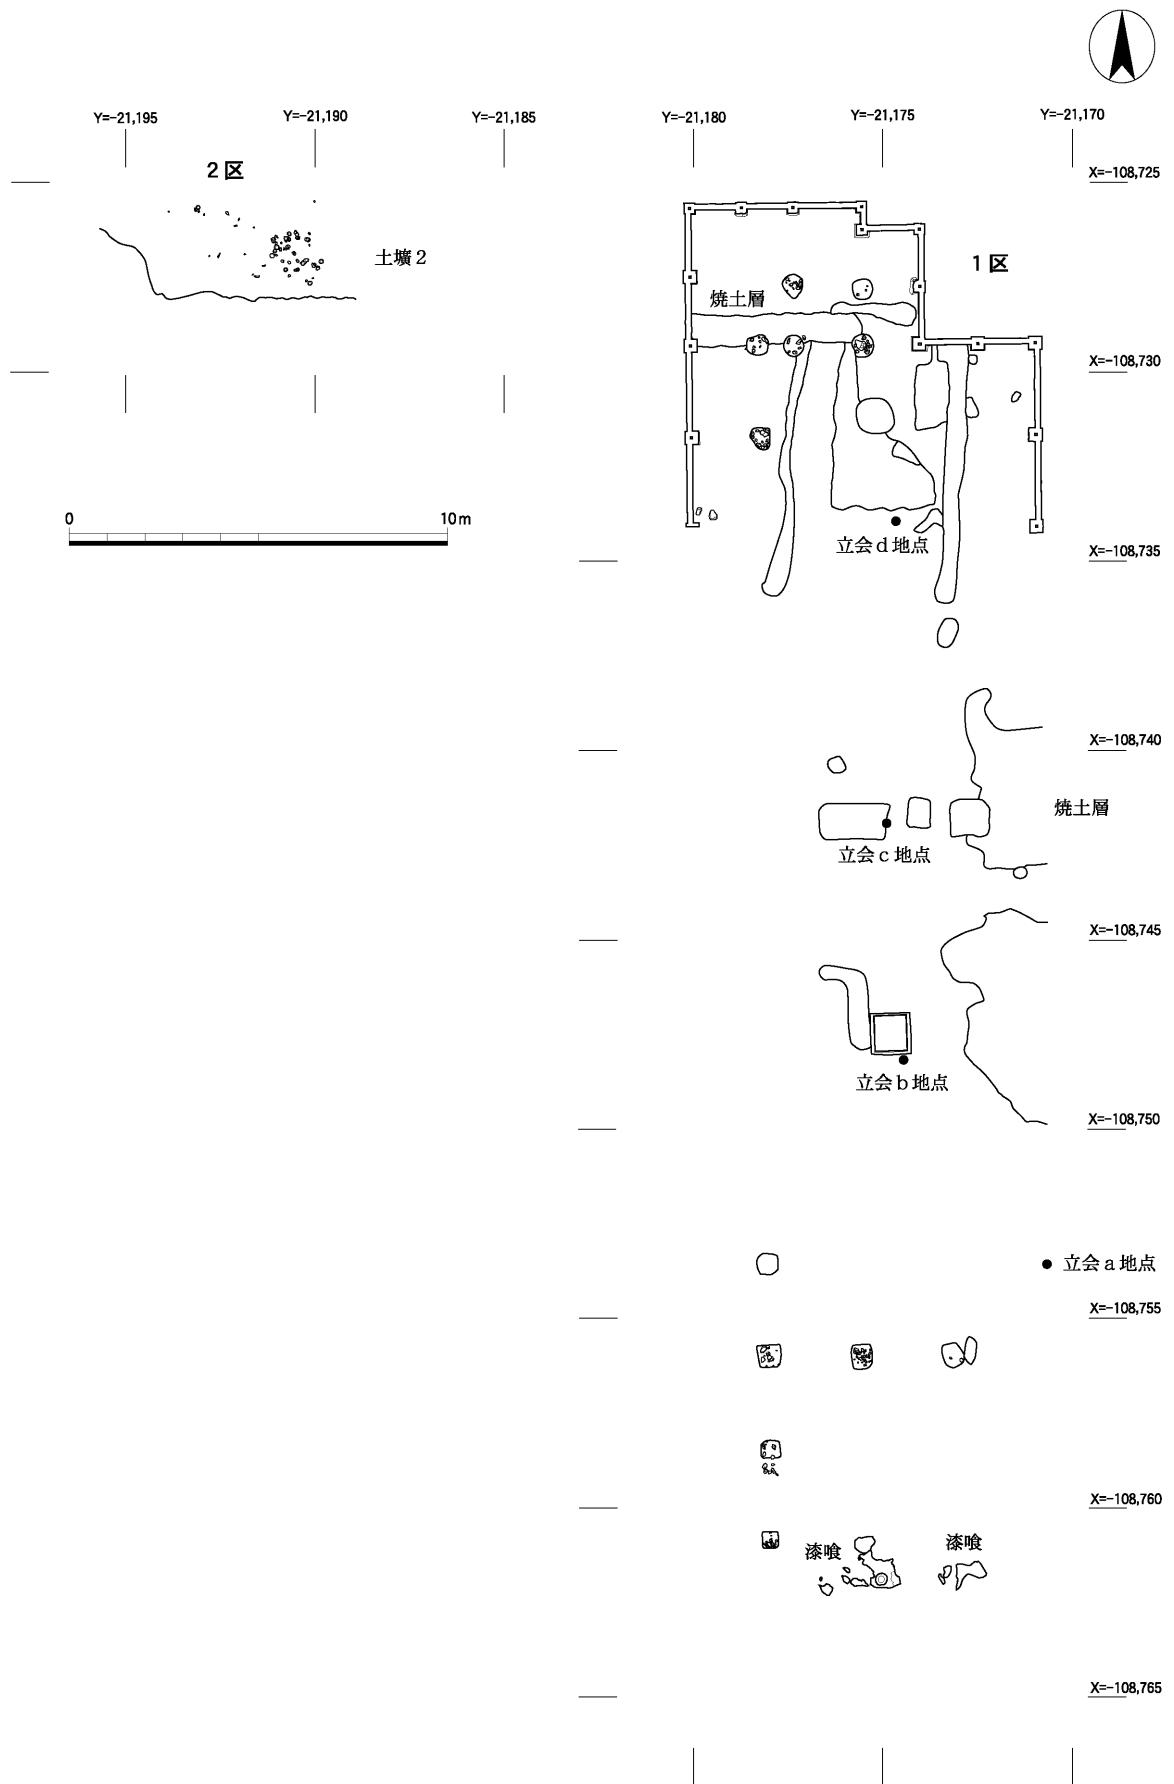 Y=-21,195
Y=-21,190
Y=-21,185
Y=-21,180
Y=-21,175
Y=-21,170
2区
X=-108,725
土壙2
1区
焼土層
X=-108,730
0
10m
立会d地点
X=-108,735
X=-108,740
焼土層
立会c地点
X=-108,745
立会b地点
X=-108,750
立会a地点
X=-108,755
X=-108,760
漆喰
漆喰
X=-108,765